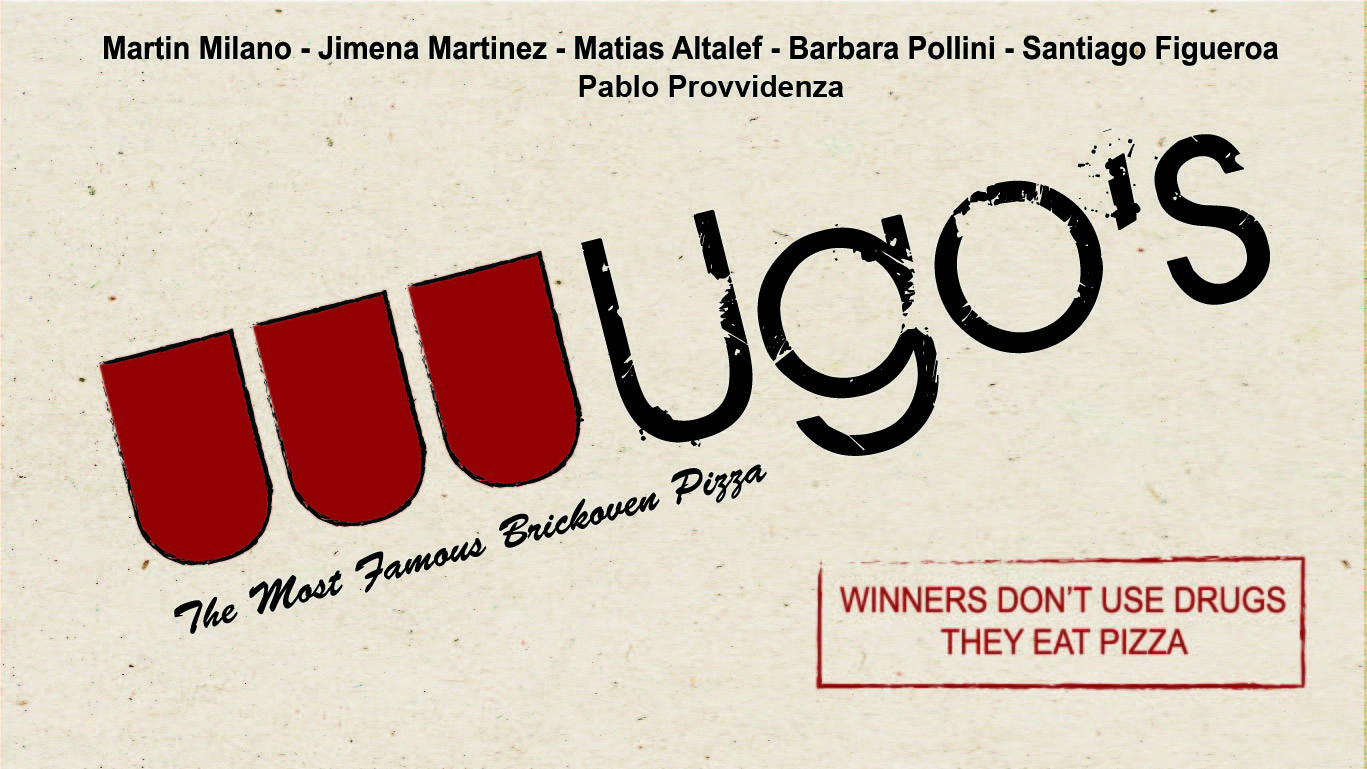 Martin Milano - Jimena Martinez - Matias Altalef - Barbara Pollini - Santiago Figueroa
Pablo Provvidenza
Ugo's
The Most Famous Brickoven Pizza
WINNERS DON'T USE DRUGS
THEY EAT PIZZA